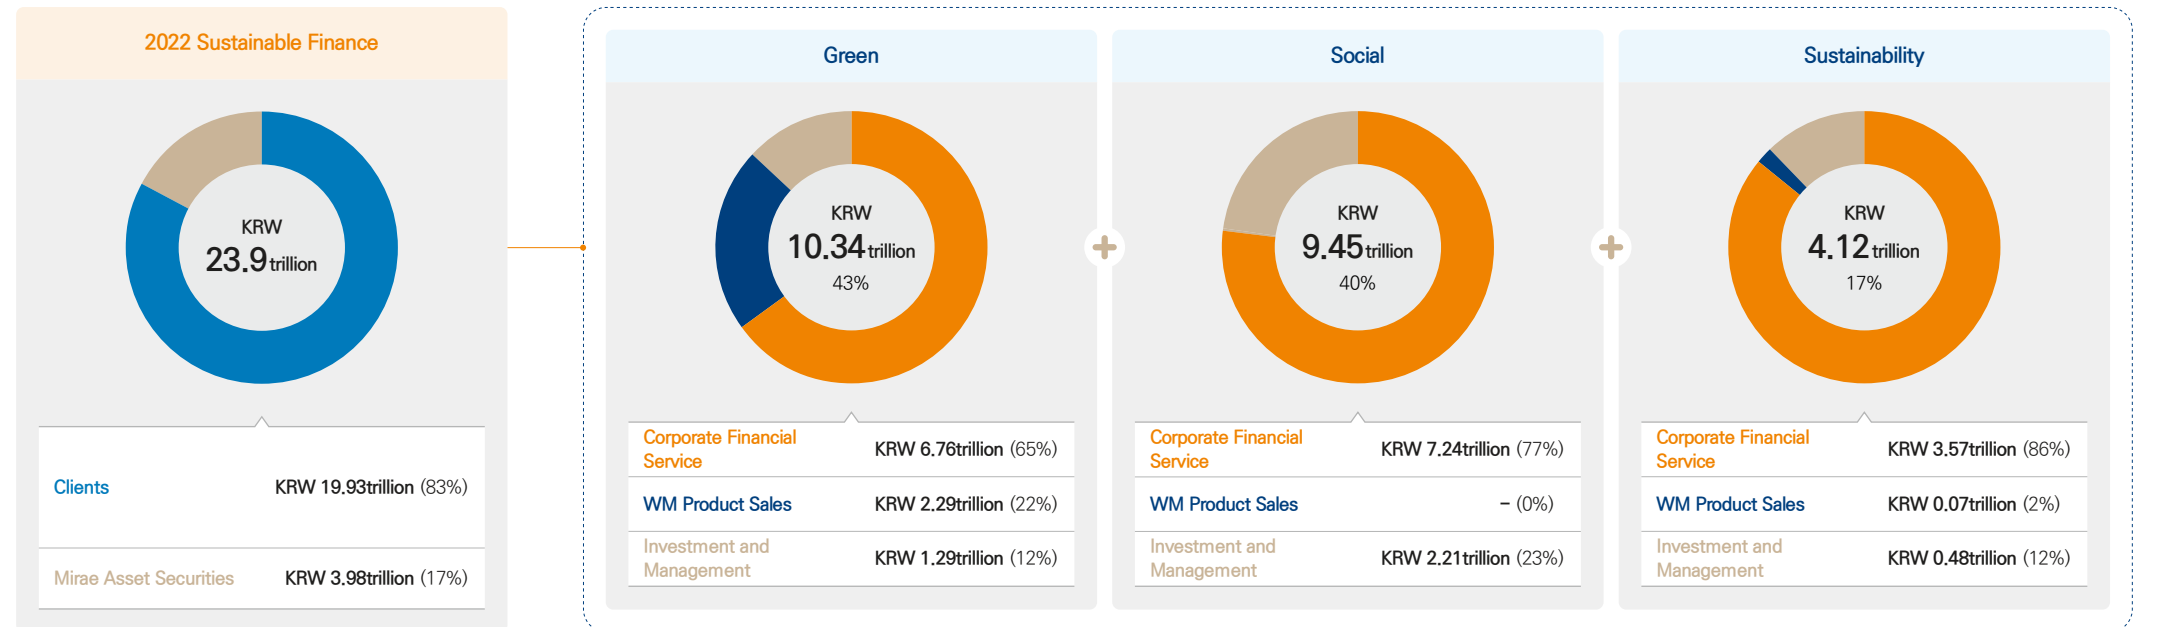 2022 Sustainable Finance
KRW
23.9 trillion
Clients KRW 19.93trillion (83%)
Mirae Asset Securities KRW 3.98trillion (17%)
Green
KRW
10.34 trillion
43%
Corporate Financial
Service
KRW 6.76trillion (65%)
WM Product Sales KRW 2.29trillion (22%)
Investment and
Management
KRW 1.29trillion (12%)
Social
KRW
9.45 trillion
40%
Corporate Financial
Service
KRW 7.24trillion (77%)
WM Product Sales – (0%)
Investment and
Management
KRW 2.21trillion (23%)
Sustainability
KRW
4.12 trillion
17%
Corporate Financial
Service
KRW 3.57trillion (86%)
WM Product Sales KRW 0.07trillion (2%)
Investment and
Management
KRW 0.48trillion (12%)